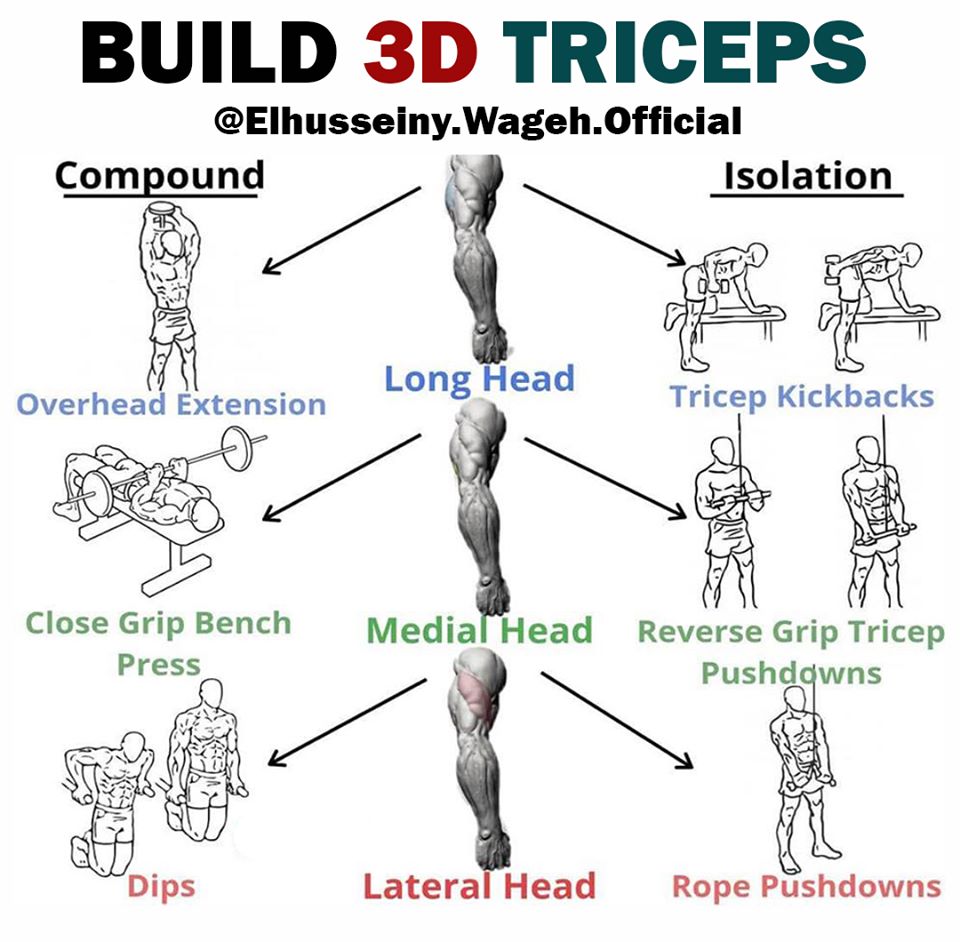 BUILD 3D TRICEPS
@Elhusseiny.Wageh.Official
Compound
Isolation
Overhead Extension
Long Head
Tricep Kickbacks
Close Grip Bench
Press
Medial Head
Reverse Grip Tricep
Pushdowns
Dips
Lateral Head
Rope Pushdowns